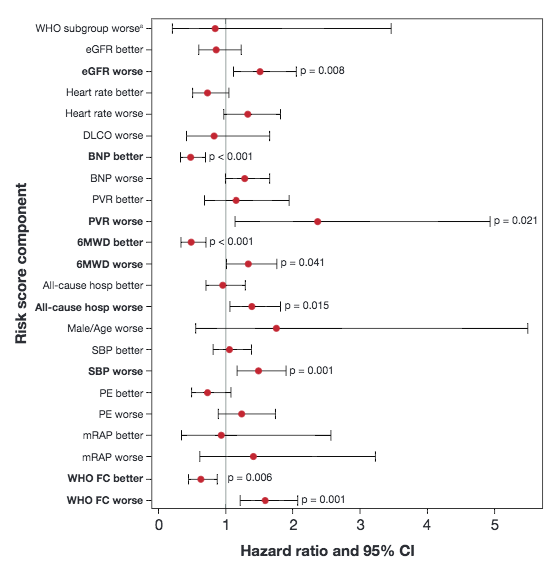 WHO subgroup worseᵃ
eGFR better
eGFR worse p = 0.008
Heart rate better
Heart rate worse
DLCO worse
BNP better p < 0.001
BNP worse
PVR better
PVR worse p = 0.021
6MWD better p < 0.001
6MWD worse p = 0.041
All-cause hosp better
All-cause hosp worse p = 0.015
Male/Age worse
SBP better
SBP worse p = 0.001
PE better
PE worse
mRAP better
mRAP worse
WHO FC better p = 0.006
WHO FC worse p = 0.001
Risk score component
0 1 2 3 4 5
Hazard ratio and 95% CI